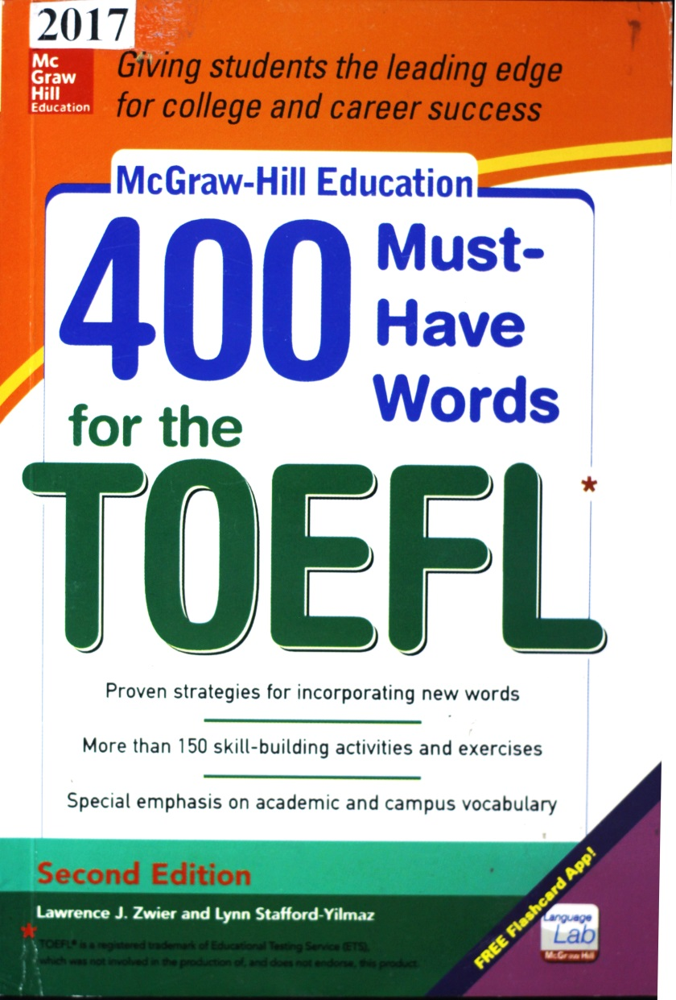 2017
Mc
Graw
Hill
Education
Giving students the leading edge
for college and career success
McGraw-Hill Education
400 Must-
Have
Words
for the
TOEFL*
Proven strategies for incorporating new words
More than 150 skill-building activities and exercises
Special emphasis on academic and campus vocabulary
Second Edition
Lawrence J. Zwier and Lynn Stafford-Yilmaz
* TOEFL® is a registered trademark of Educational Testing Service (ETS),
which was not involved in the production of, and does not endorse, this product.
FREE Flashcard App!
Language
Lab
McGraw Hill